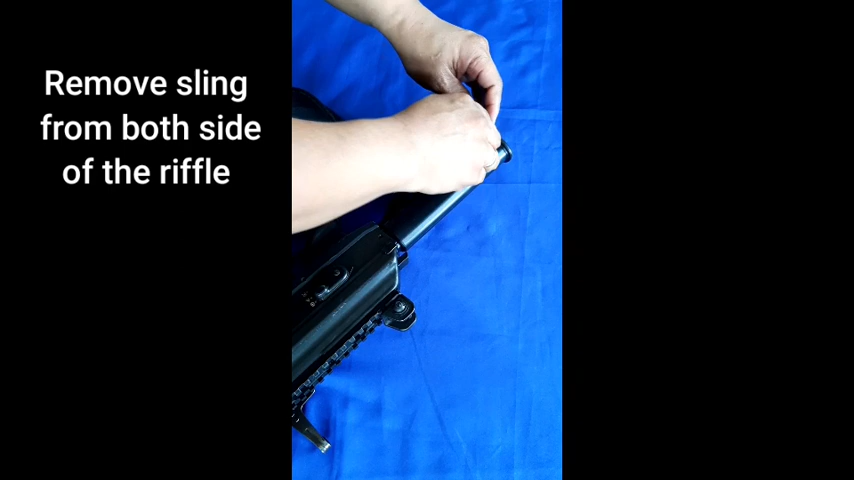 Remove sling
from both side
of the riffle